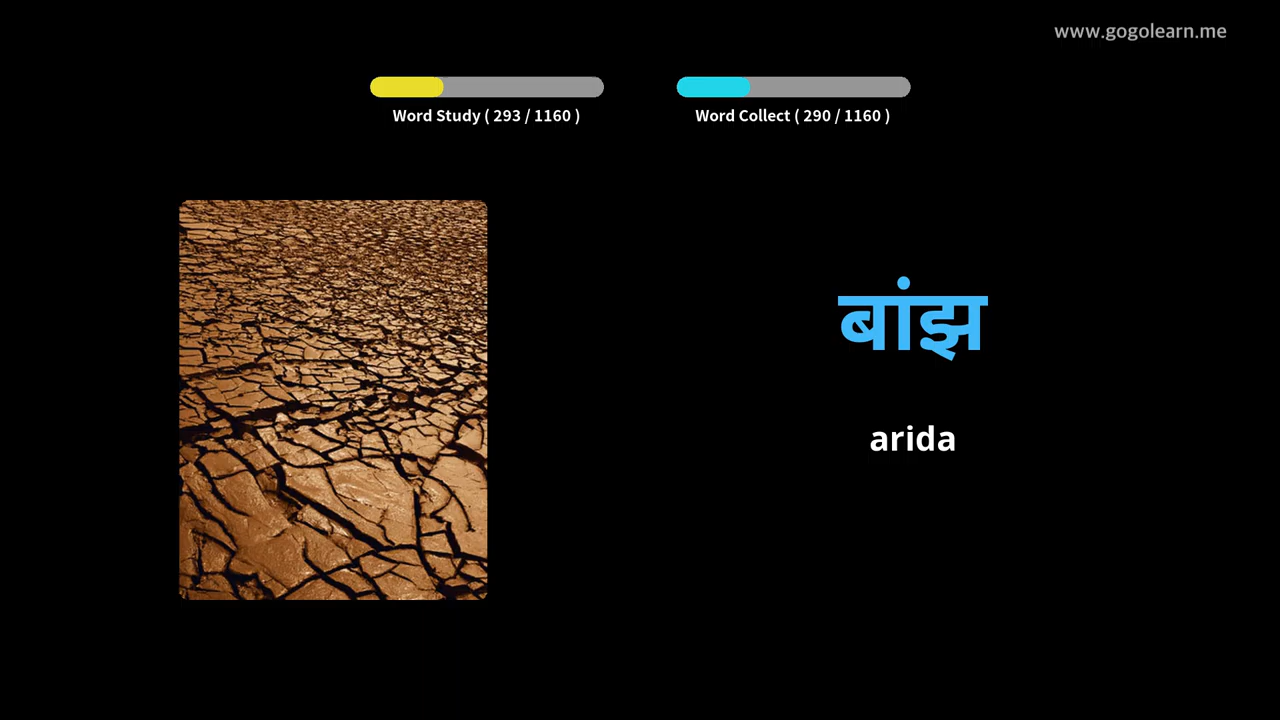 www.gogolearn.me
Word Study ( 293 / 1160 )
Word Collect ( 290 / 1160 )
बांझ
arida